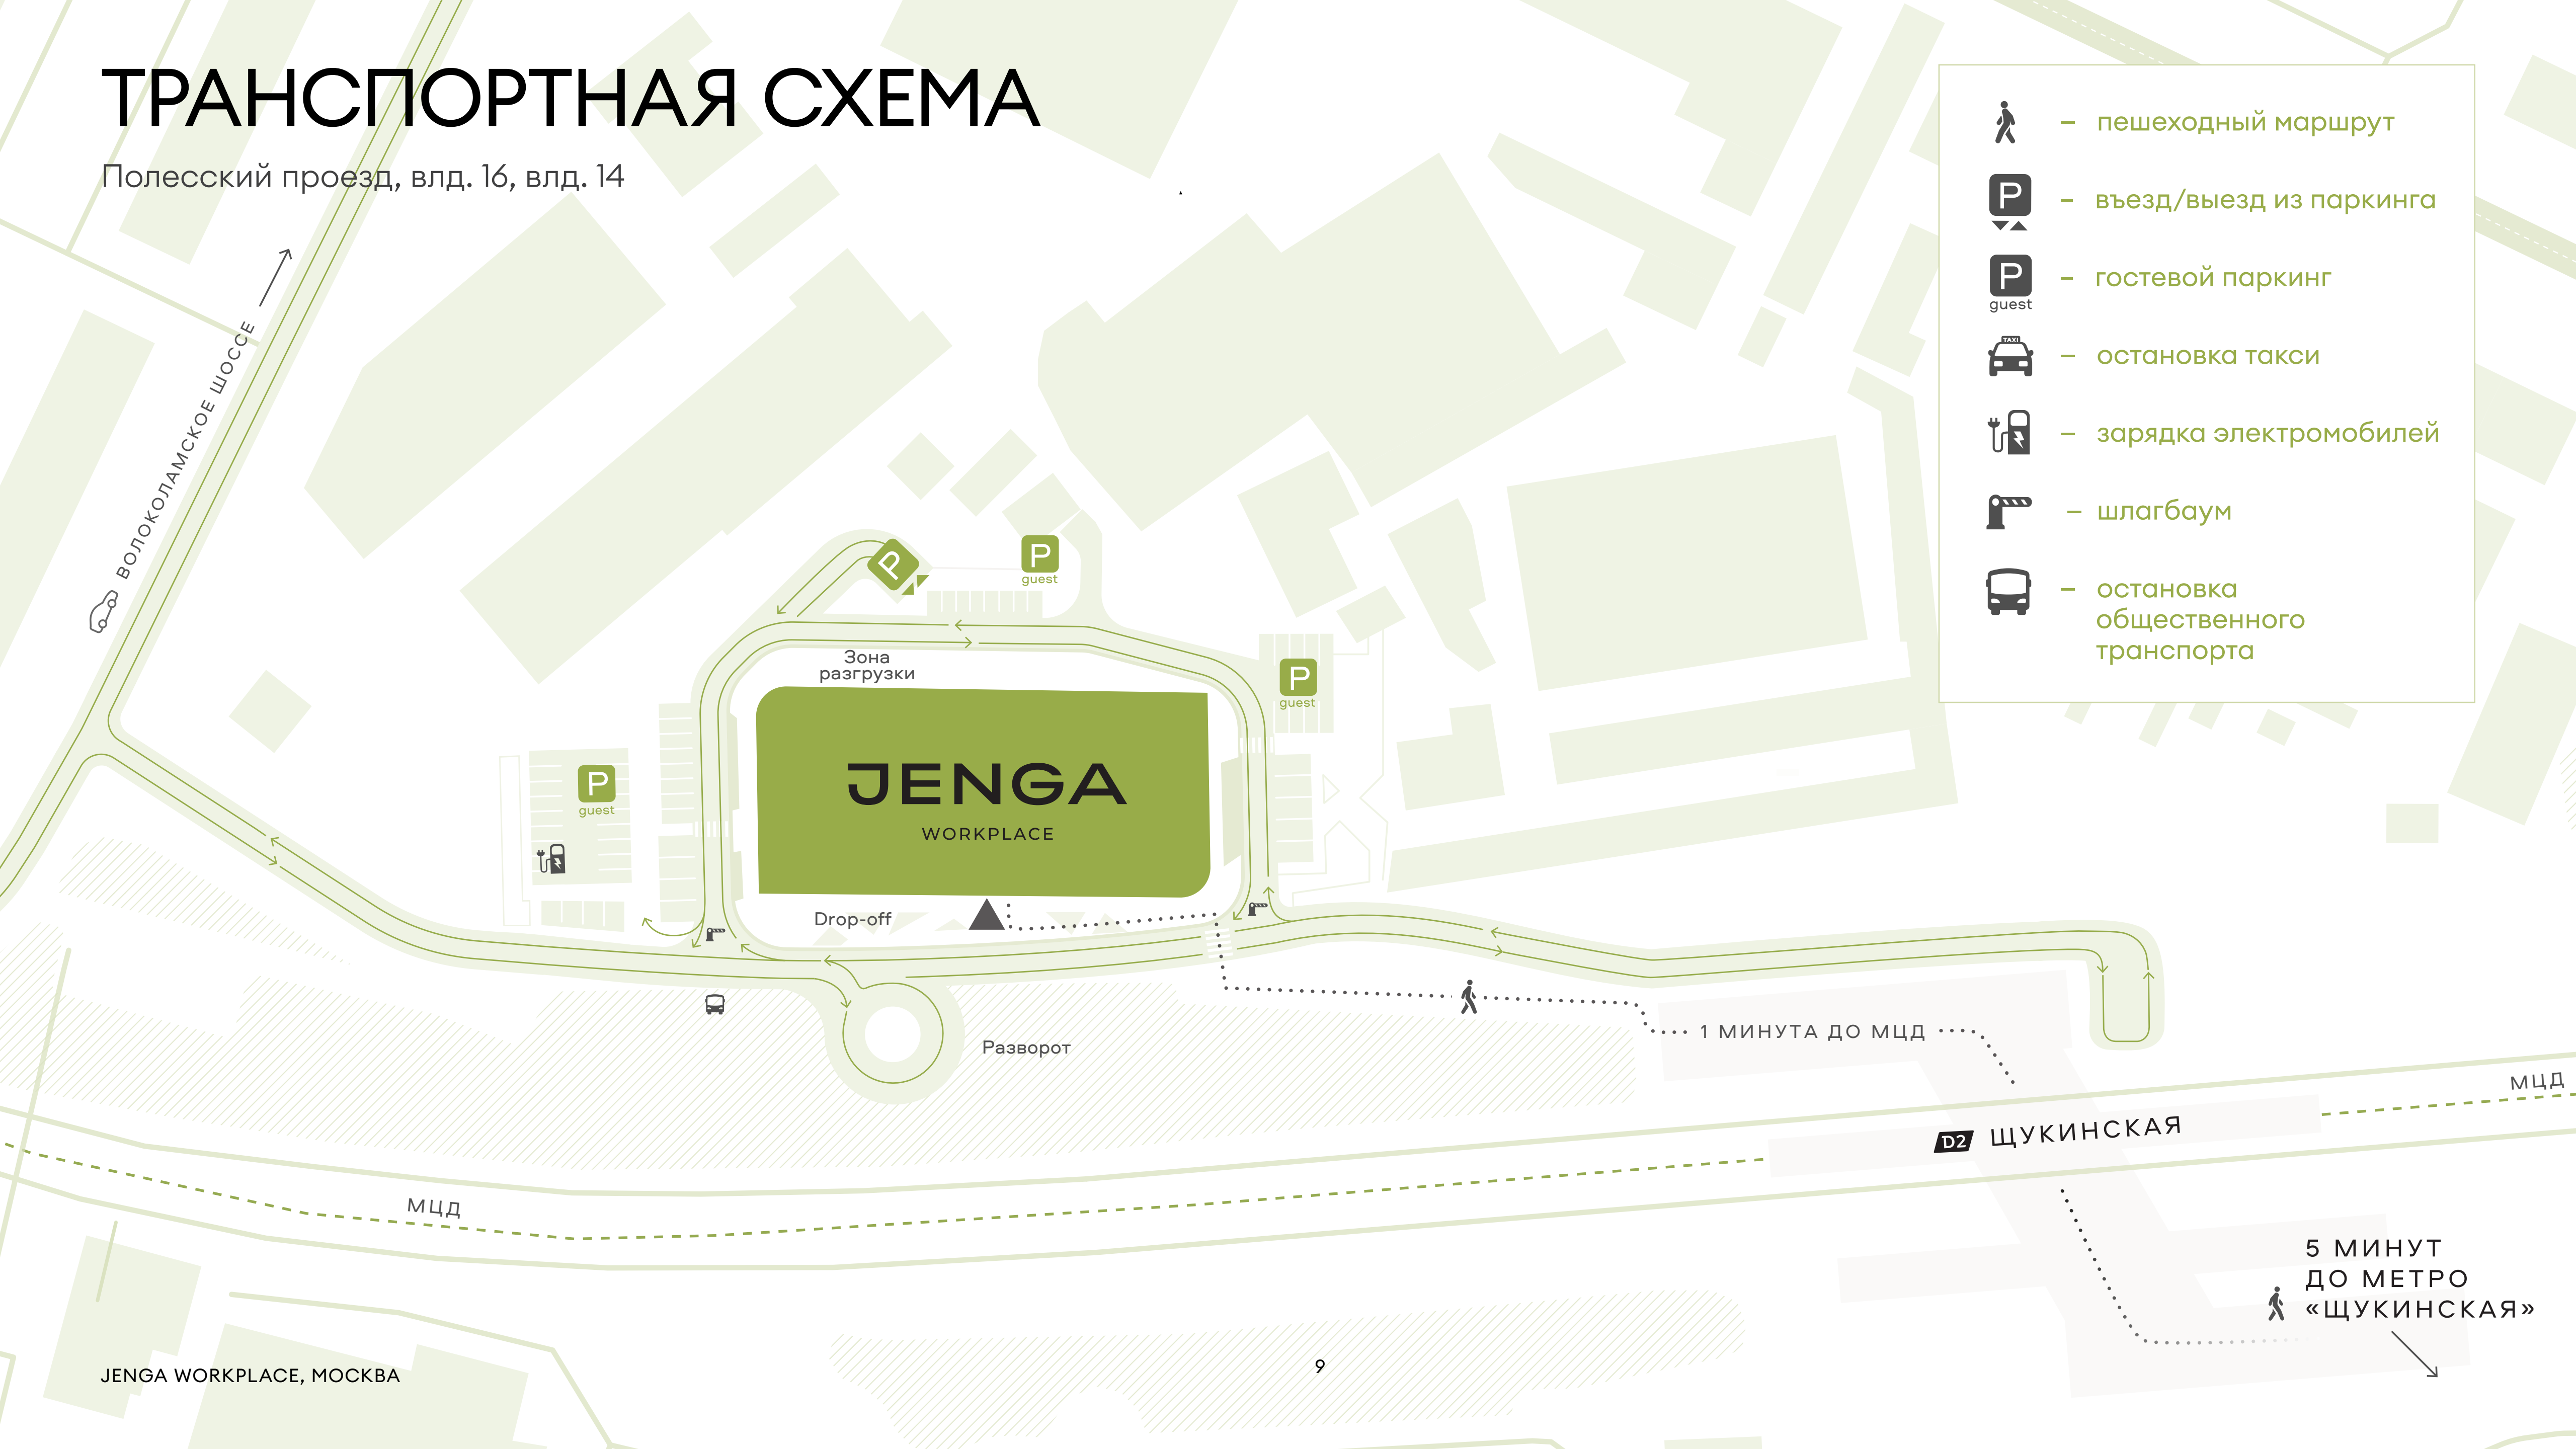 ТРАНСПОРТНАЯ СХЕМА
Полесский проезд, влд. 16, влд. 14
– пешеходный маршрут
P – въезд/выезд из паркинга
P – гостевой паркинг
guest
TAXI – остановка такси
– зарядка электромобилей
– шлагбаум
– остановка
общественного
транспорта
ВОЛОКОЛАМСКОЕ ШОССЕ
P
P
guest
Зона
разгрузки
P
guest
JENGA
WORKPLACE
P
guest
Drop-off
Разворот
1 МИНУТА ДО МЦД
МЦД
D2 ЩУКИНСКАЯ
МЦД
5 МИНУТ
ДО МЕТРО
«ЩУКИНСКАЯ»
JENGA WORKPLACE, МОСКВА
9